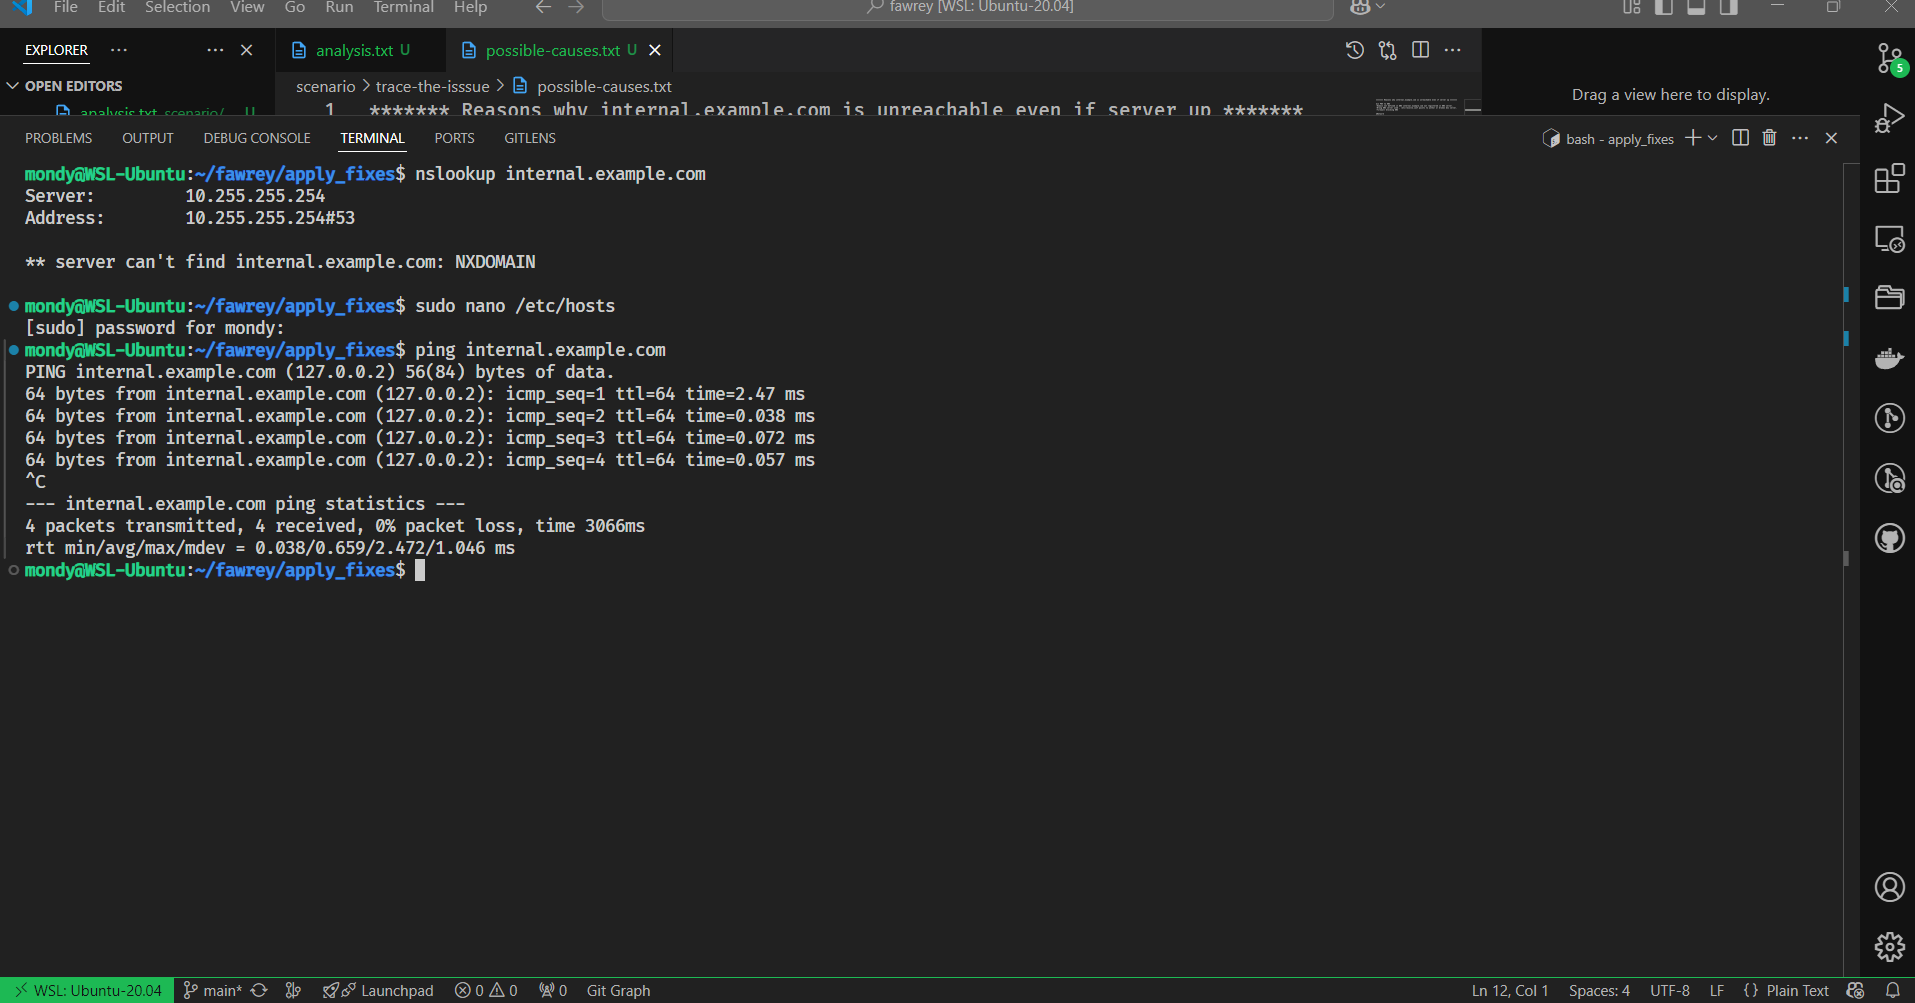 File Edit Selection View Go Run Terminal Help
fawrey [WSL: Ubuntu-20.04]
EXPLORER
analysis.txt U
possible-causes.txt U
5
OPEN EDITORS
scenario > trace-the-isssue > possible-causes.txt
analysis.txt scenario/... U
1 ******* Reasons why internal.example.com is unreachable even if server up *******
Drag a view here to display.
PROBLEMS OUTPUT DEBUG CONSOLE TERMINAL PORTS GITLENS
bash - apply_fixes
mondy@WSL-Ubuntu:~/fawrey/apply_fixes$ nslookup internal.example.com
Server: 10.255.255.254
Address: 10.255.255.254#53
** server can't find internal.example.com: NXDOMAIN
mondy@WSL-Ubuntu:~/fawrey/apply_fixes$ sudo nano /etc/hosts
[sudo] password for mondy:
mondy@WSL-Ubuntu:~/fawrey/apply_fixes$ ping internal.example.com
PING internal.example.com (127.0.0.2) 56(84) bytes of data.
64 bytes from internal.example.com (127.0.0.2): icmp_seq=1 ttl=64 time=2.47 ms
64 bytes from internal.example.com (127.0.0.2): icmp_seq=2 ttl=64 time=0.038 ms
64 bytes from internal.example.com (127.0.0.2): icmp_seq=3 ttl=64 time=0.072 ms
64 bytes from internal.example.com (127.0.0.2): icmp_seq=4 ttl=64 time=0.057 ms
^C
--- internal.example.com ping statistics ---
4 packets transmitted, 4 received, 0% packet loss, time 3066ms
rtt min/avg/max/mdev = 0.038/0.659/2.472/1.046 ms
mondy@WSL-Ubuntu:~/fawrey/apply_fixes$
WSL: Ubuntu-20.04 main* Launchpad 0 0 0 Git Graph
Ln 12, Col 1 Spaces: 4 UTF-8 LF {} Plain Text